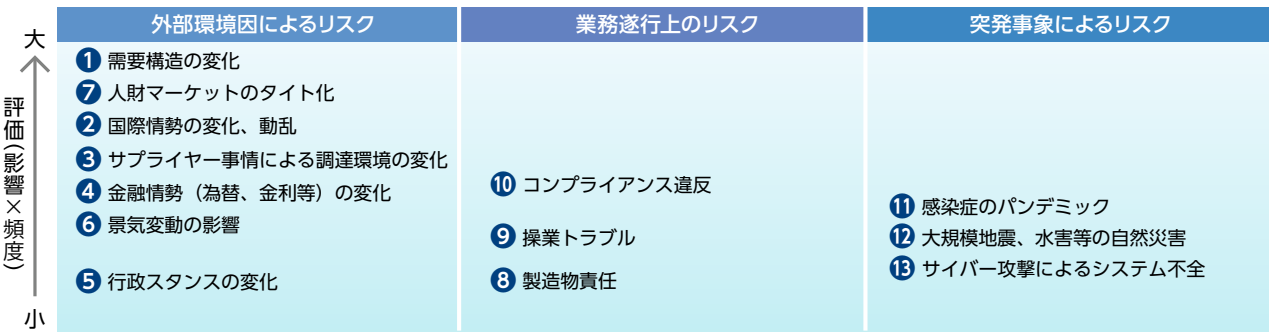 外部環境因によるリスク
業務遂行上のリスク
突発事象によるリスク
大
評価(影響×頻度)
小
❶ 需要構造の変化
❼ 人財マーケットのタイト化
❷ 国際情勢の変化、動乱
❸ サプライヤー事情による調達環境の変化
❹ 金融情勢（為替、金利等）の変化
❻ 景気変動の影響
❺ 行政スタンスの変化
❿ コンプライアンス違反
❾ 操業トラブル
❽ 製造物責任
⓫ 感染症のパンデミック
⓬ 大規模地震、水害等の自然災害
⓭ サイバー攻撃によるシステム不全